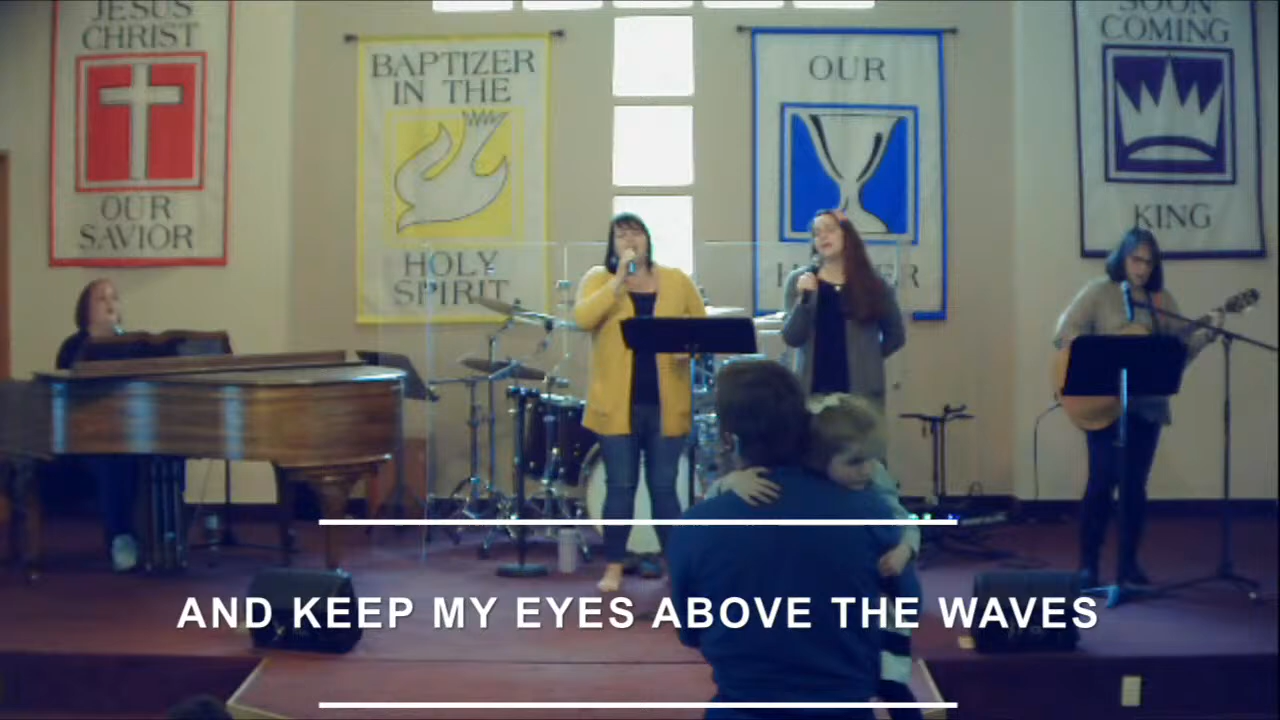 JESUS
CHRIST
OUR
SAVIOR
BAPTIZER
IN THE
HOLY
SPIRIT
OUR
SOON
COMING
KING
AND KEEP MY EYES ABOVE THE WAVES